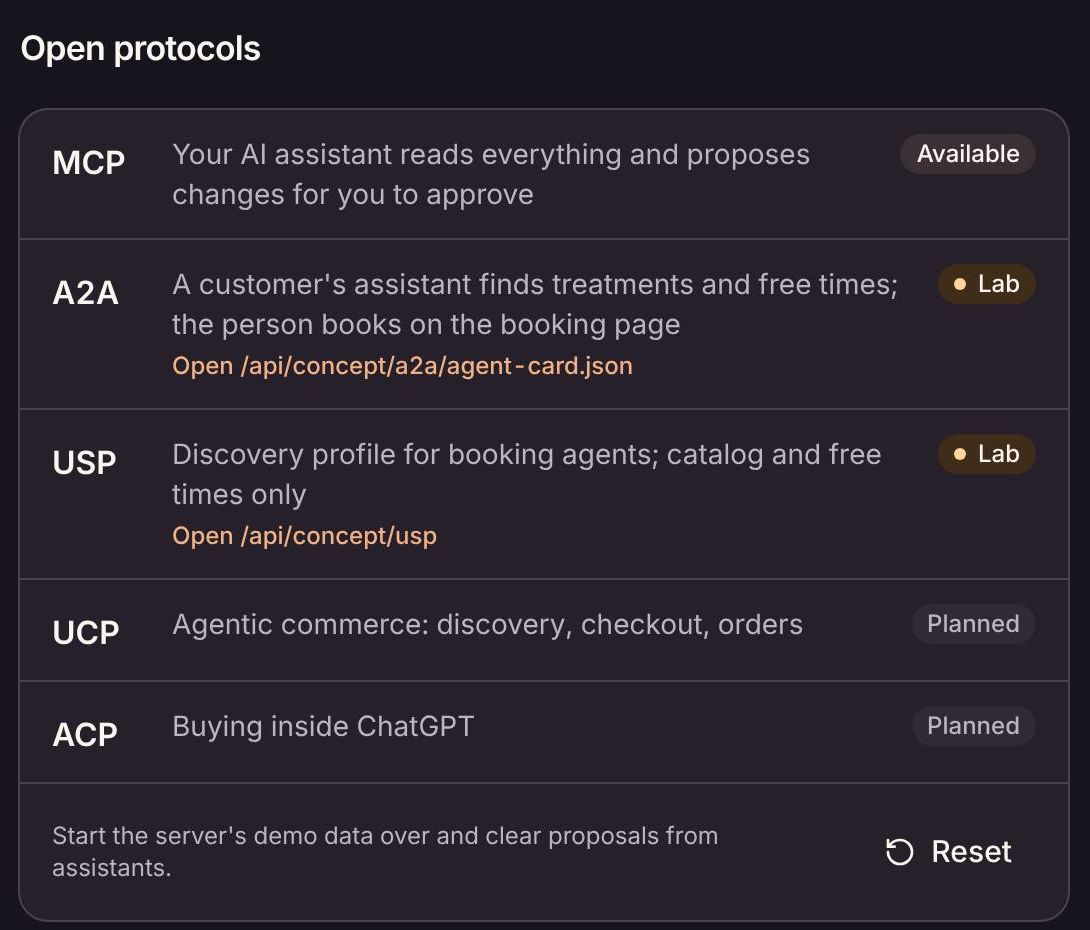 Open protocols
MCP
Your AI assistant reads everything and proposes
changes for you to approve
Available
A2A
A customer's assistant finds treatments and free times;
the person books on the booking page
Open /api/concept/a2a/agent-card.json
Lab
USP
Discovery profile for booking agents; catalog and free
times only
Open /api/concept/usp
Lab
UCP
Agentic commerce: discovery, checkout, orders
Planned
ACP
Buying inside ChatGPT
Planned
Start the server's demo data over and clear proposals from
assistants.
Reset